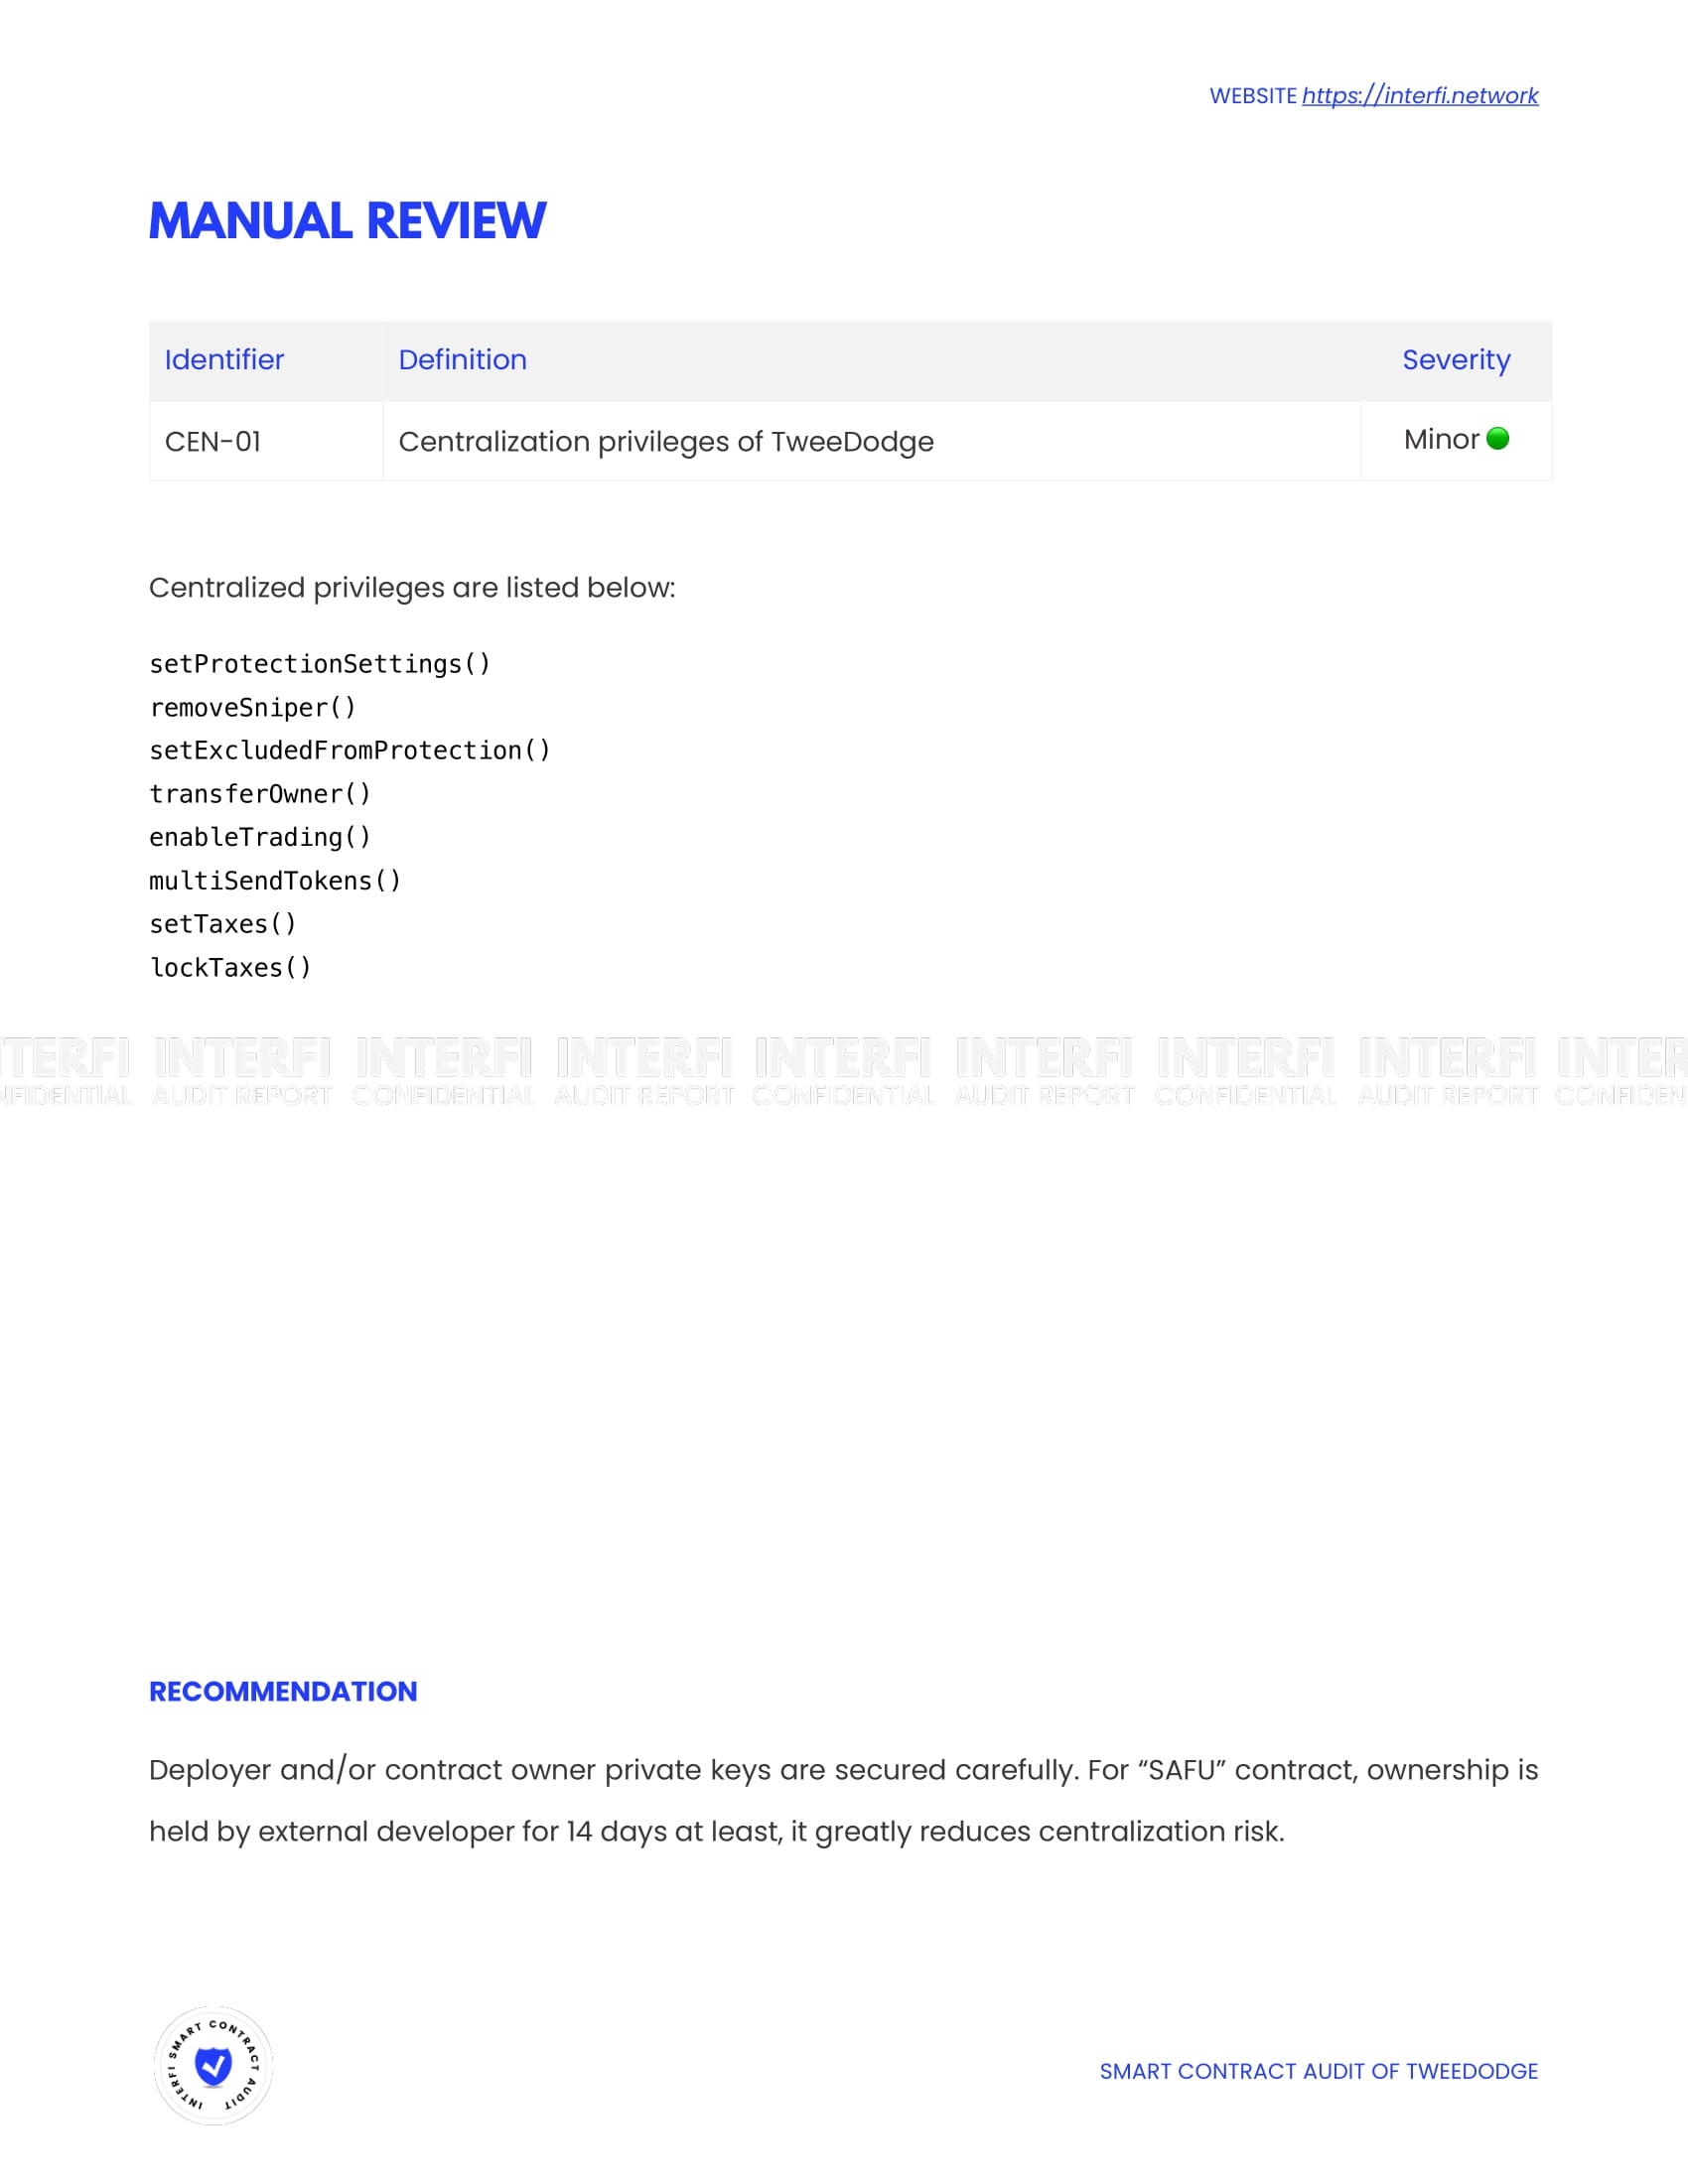 WEBSITE https://interfi.network
MANUAL REVIEW
Identifier Definition Severity
CEN-01 Centralization privileges of TweeDodge Minor
Centralized privileges are listed below:
setProtectionSettings()
removeSniper()
setExcludedFromProtection()
transferOwner()
enableTrading()
multiSendTokens()
setTaxes()
lockTaxes()
TERFI INTERFI INTERFI INTERFI INTERFI INTERFI INTERFI INTERFI INTER
NFIDENTIAL AUDIT REPORT CONFIDENTIAL AUDIT REPORT CONFIDENTIAL AUDIT REPORT CONFIDENTIAL AUDIT REPORT CONFIDEN
RECOMMENDATION
Deployer and/or contract owner private keys are secured carefully. For “SAFU” contract, ownership is
held by external developer for 14 days at least, it greatly reduces centralization risk.
INTERFI SMART CONTRACT AUDIT
SMART CONTRACT AUDIT OF TWEEDODGE